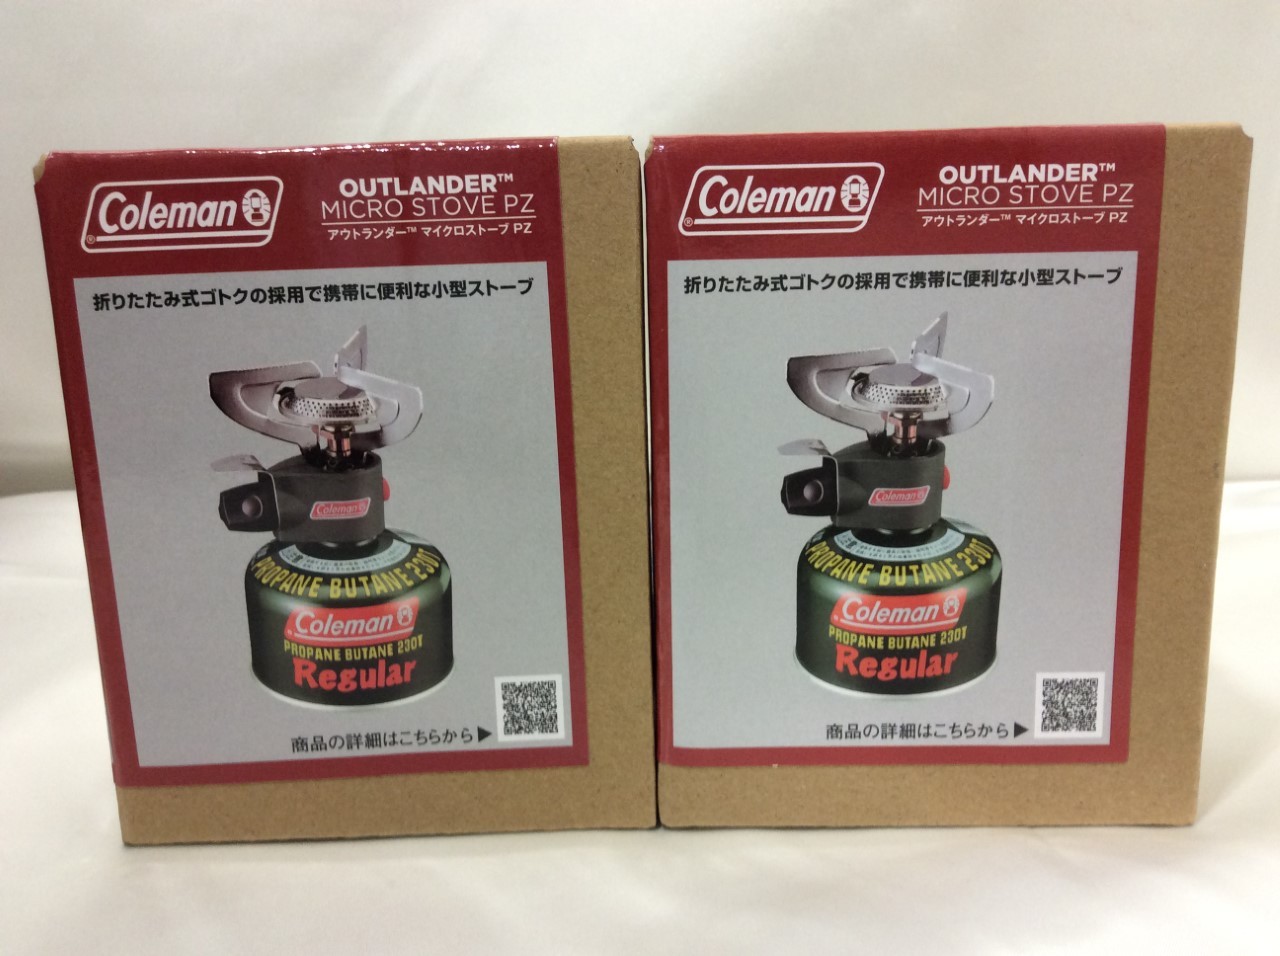 Coleman
OUTLANDER™
MICRO STOVE PZ
アウトランダー™ マイクロストーブ PZ
折りたたみ式ゴトクの採用で携帯に便利な小型ストーブ
Coleman
PROPANE BUTANE 230T
Coleman
PROPANE BUTANE 230T
Regular
商品の詳細はこちらから▶
Coleman
OUTLANDER™
MICRO STOVE PZ
アウトランダー™ マイクロストーブ PZ
折りたたみ式ゴトクの採用で携帯に便利な小型ストーブ
Coleman
PROPANE BUTANE 230T
Coleman
PROPANE BUTANE 230T
Regular
商品の詳細はこちらから▶